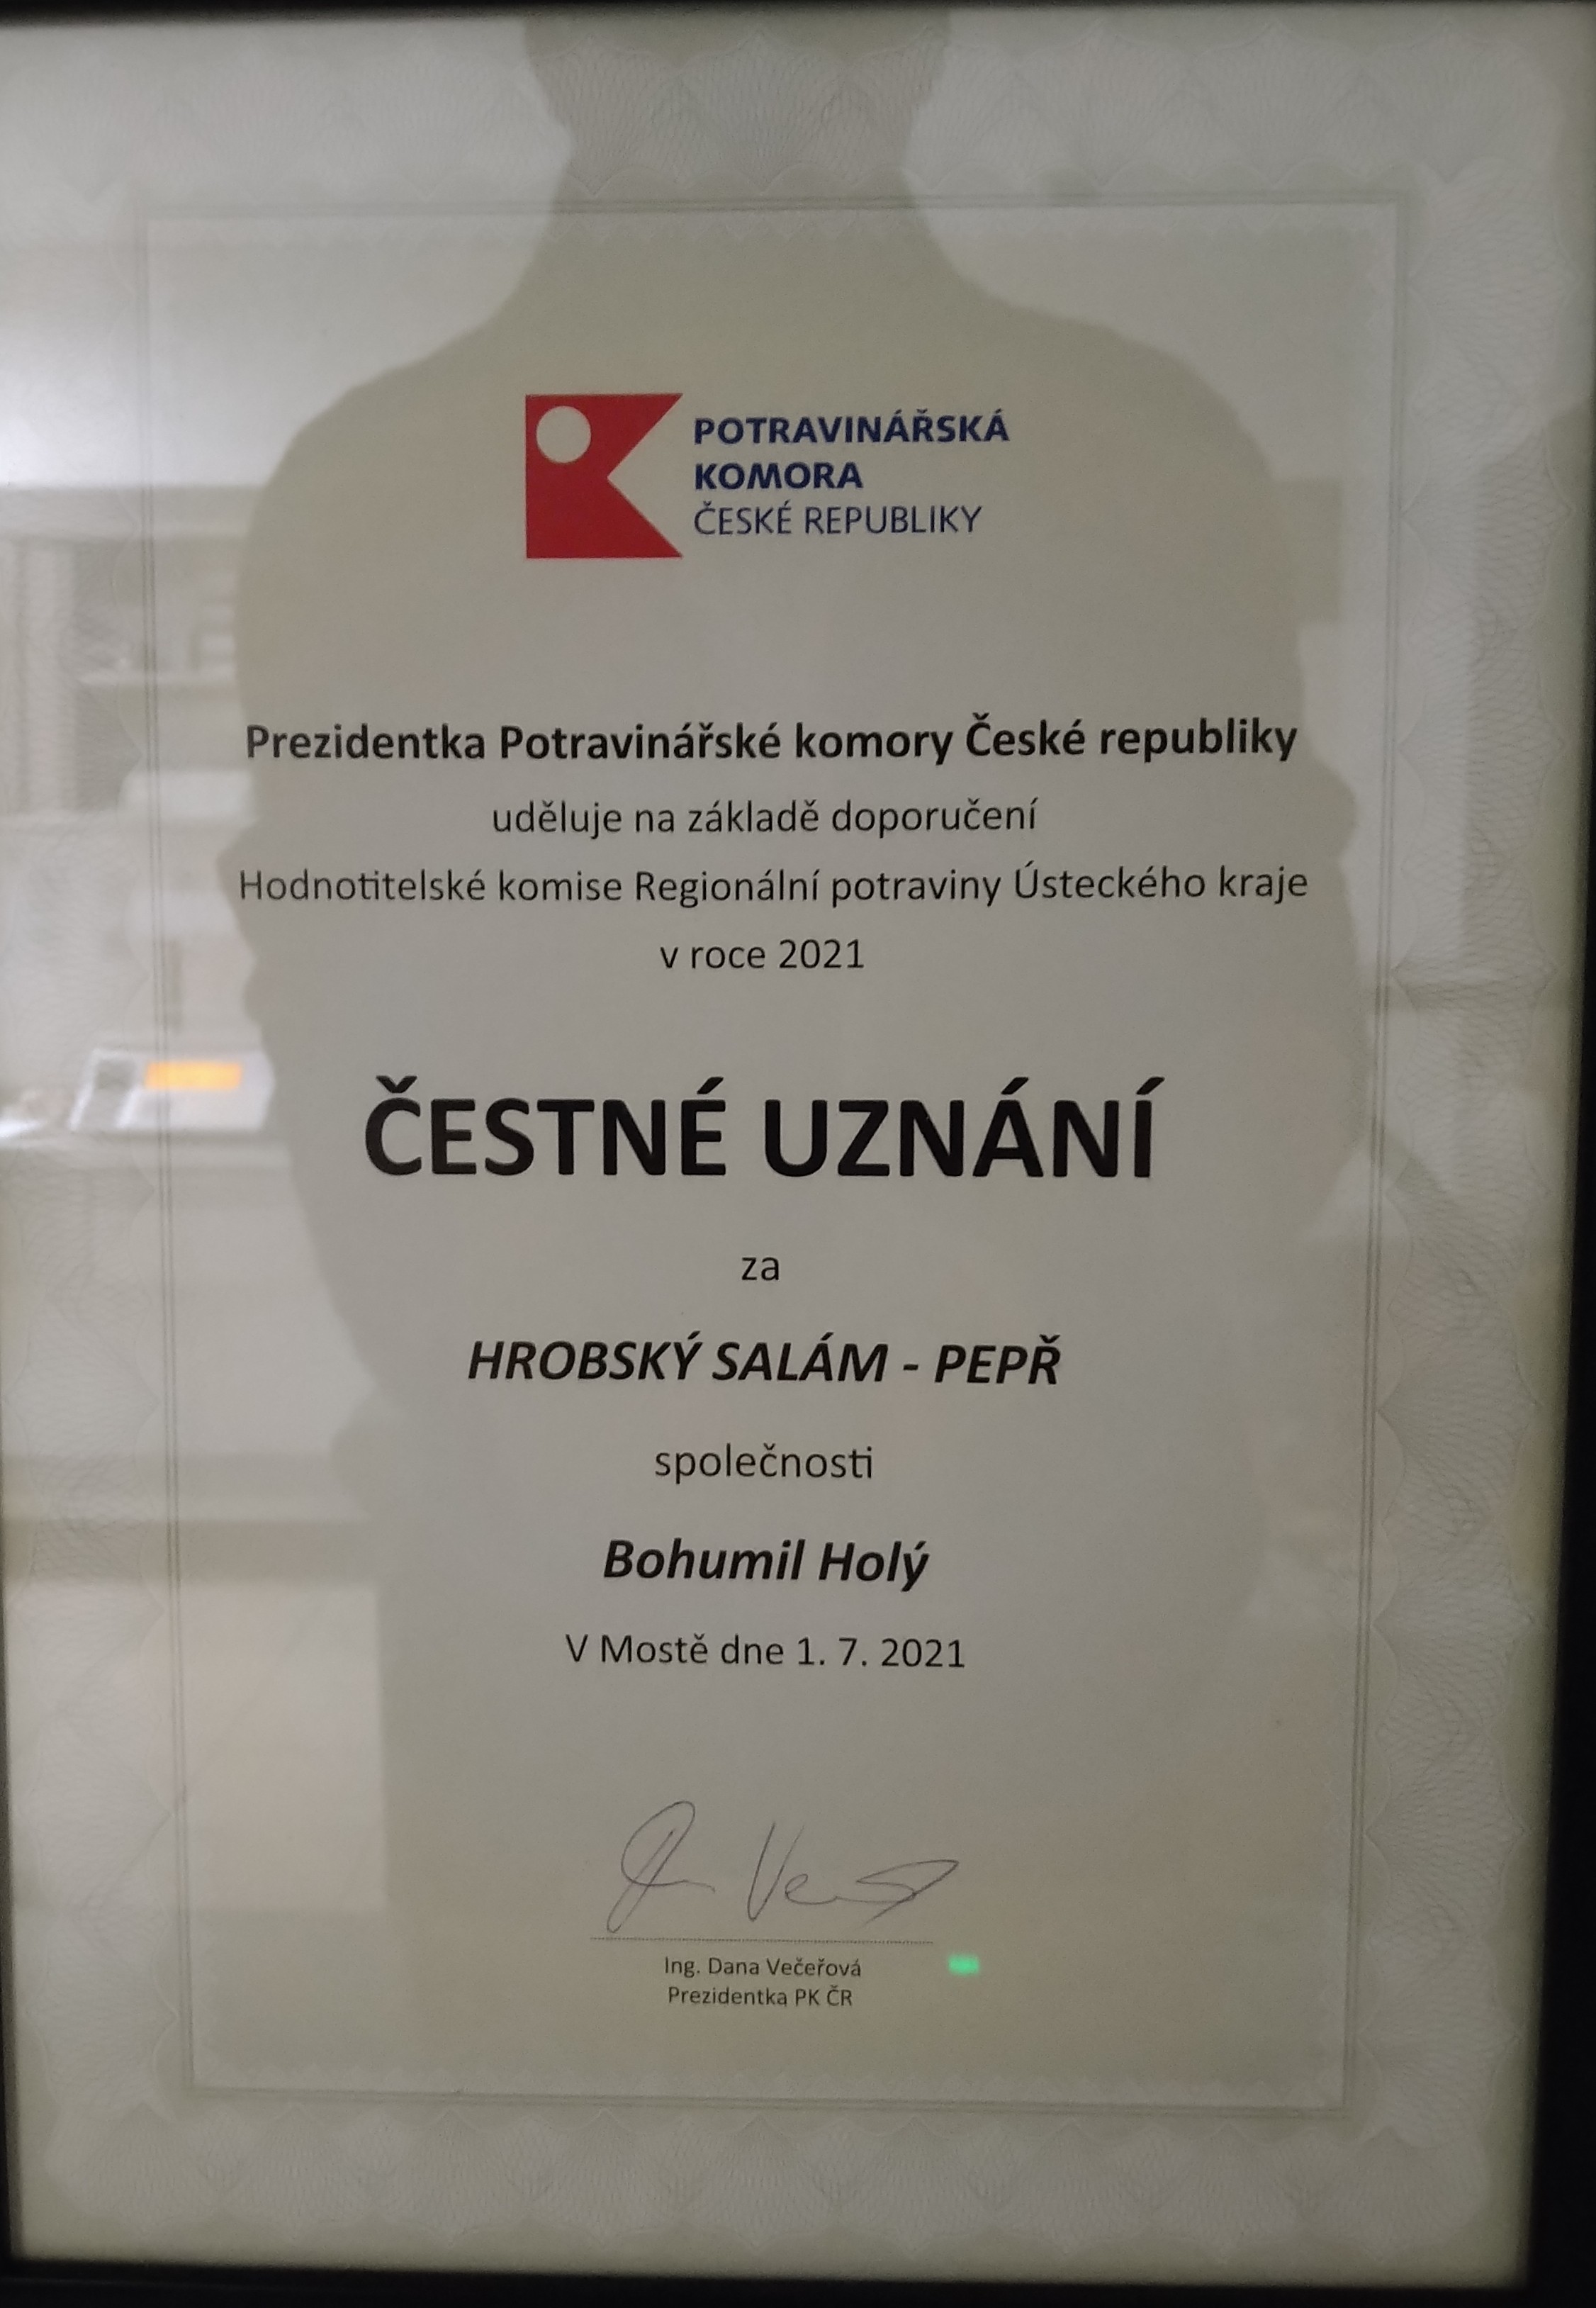 POTRAVINÁŘSKÁ
KOMORA
ČESKÉ REPUBLIKY
Prezidentka Potravinářské komory České republiky
uděluje na základě doporučení
Hodnotitelské komise Regionální potraviny Ústeckého kraje
v roce 2021
ČESTNÉ UZNÁNÍ
za
HROBSKÝ SALÁM - PEPŘ
společnosti
Bohumil Holý
V Mostě dne 1. 7. 2021
Ing. Dana Večeřová
Prezidentka PK ČR